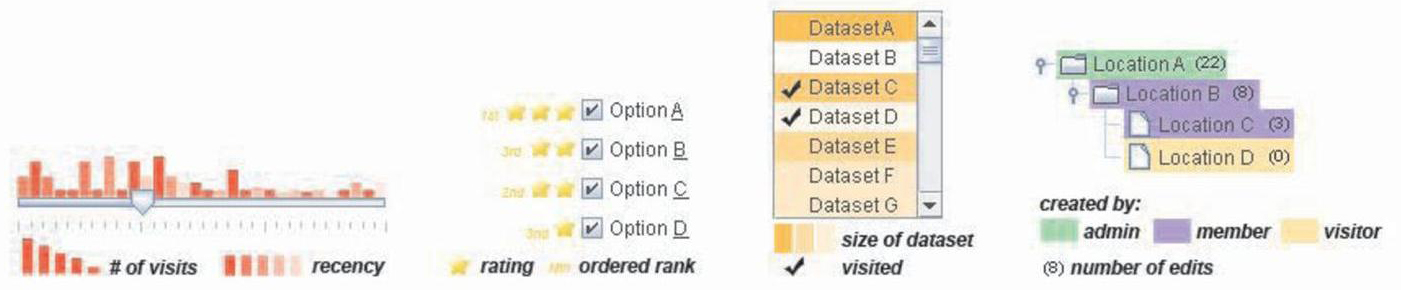 # of visits
recency
1st
Option A
3rd
Option B
2nd
Option C
Option D
rating
ordered rank
Dataset A
Dataset B
Dataset C
Dataset D
Dataset E
Dataset F
Dataset G
size of dataset
visited
Location A (22)
Location B (8)
Location C (3)
Location D (0)
created by:
admin
member
visitor
(8) number of edits